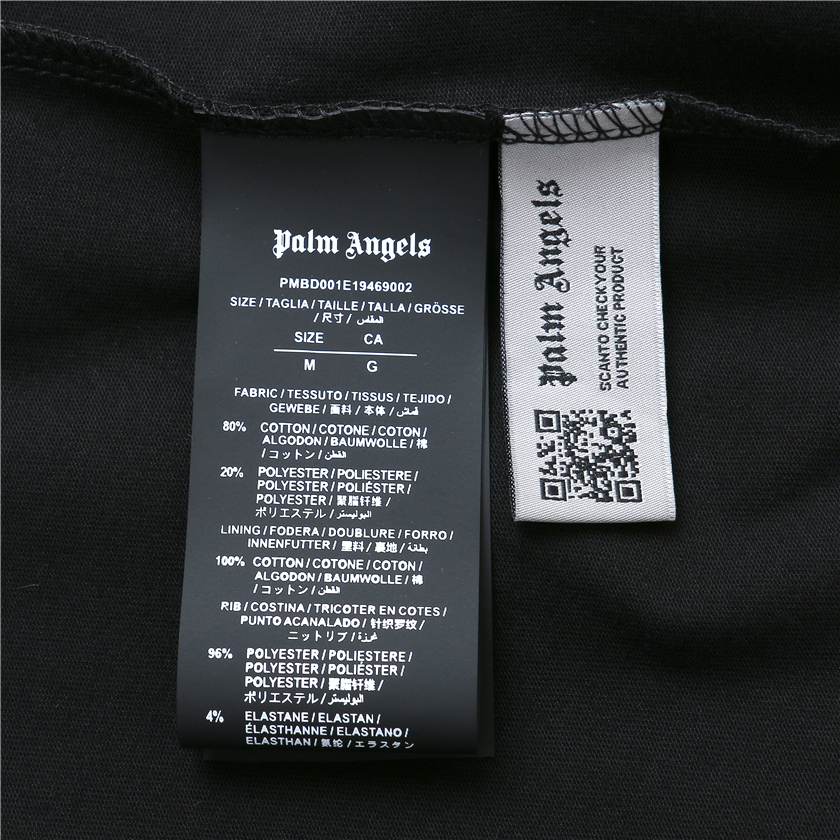 Palm Angels
PMBD001E19469002
SIZE / TAGLIA / TAILLE / TALLA / GRÖSSE
/ 尺寸 / المقاس
SIZE CA
M G
FABRIC / TESSUTO / TISSUS / TEJIDO /
GEWEBE / 面料 / 本体 / قماش
80% COTTON / COTONE / COTON /
ALGODON / BAUMWOLLE / 棉
/ コットン / القطن
20% POLYESTER / POLIESTERE /
POLYESTER / POLIÉSTER /
POLYESTER / 聚酯纤维 /
ポリエステル / البوليستر
LINING / FODERA / DOUBLURE / FORRO /
INNENFUTTER / 里料 / 裏地 / بطانة
100% COTTON / COTONE / COTON /
ALGODON / BAUMWOLLE / 棉
/ コットン / القطن
RIB / COSTINA / TRICOTER EN COTES /
PUNTO ACANALADO / 针织罗纹 /
ニットリブ /
96% POLYESTER / POLIESTERE /
POLYESTER / POLIÉSTER /
POLYESTER / 聚酯纤维 /
ポリエステル / البوليستر
4% ELASTANE / ELASTAN /
ÉLASTHANNE / ELASTANO /
ELASTHAN / 氨纶 / エラスタン
Palm Angels
SCANTO CHECKYOUR
AUTHENTIC PRODUCT